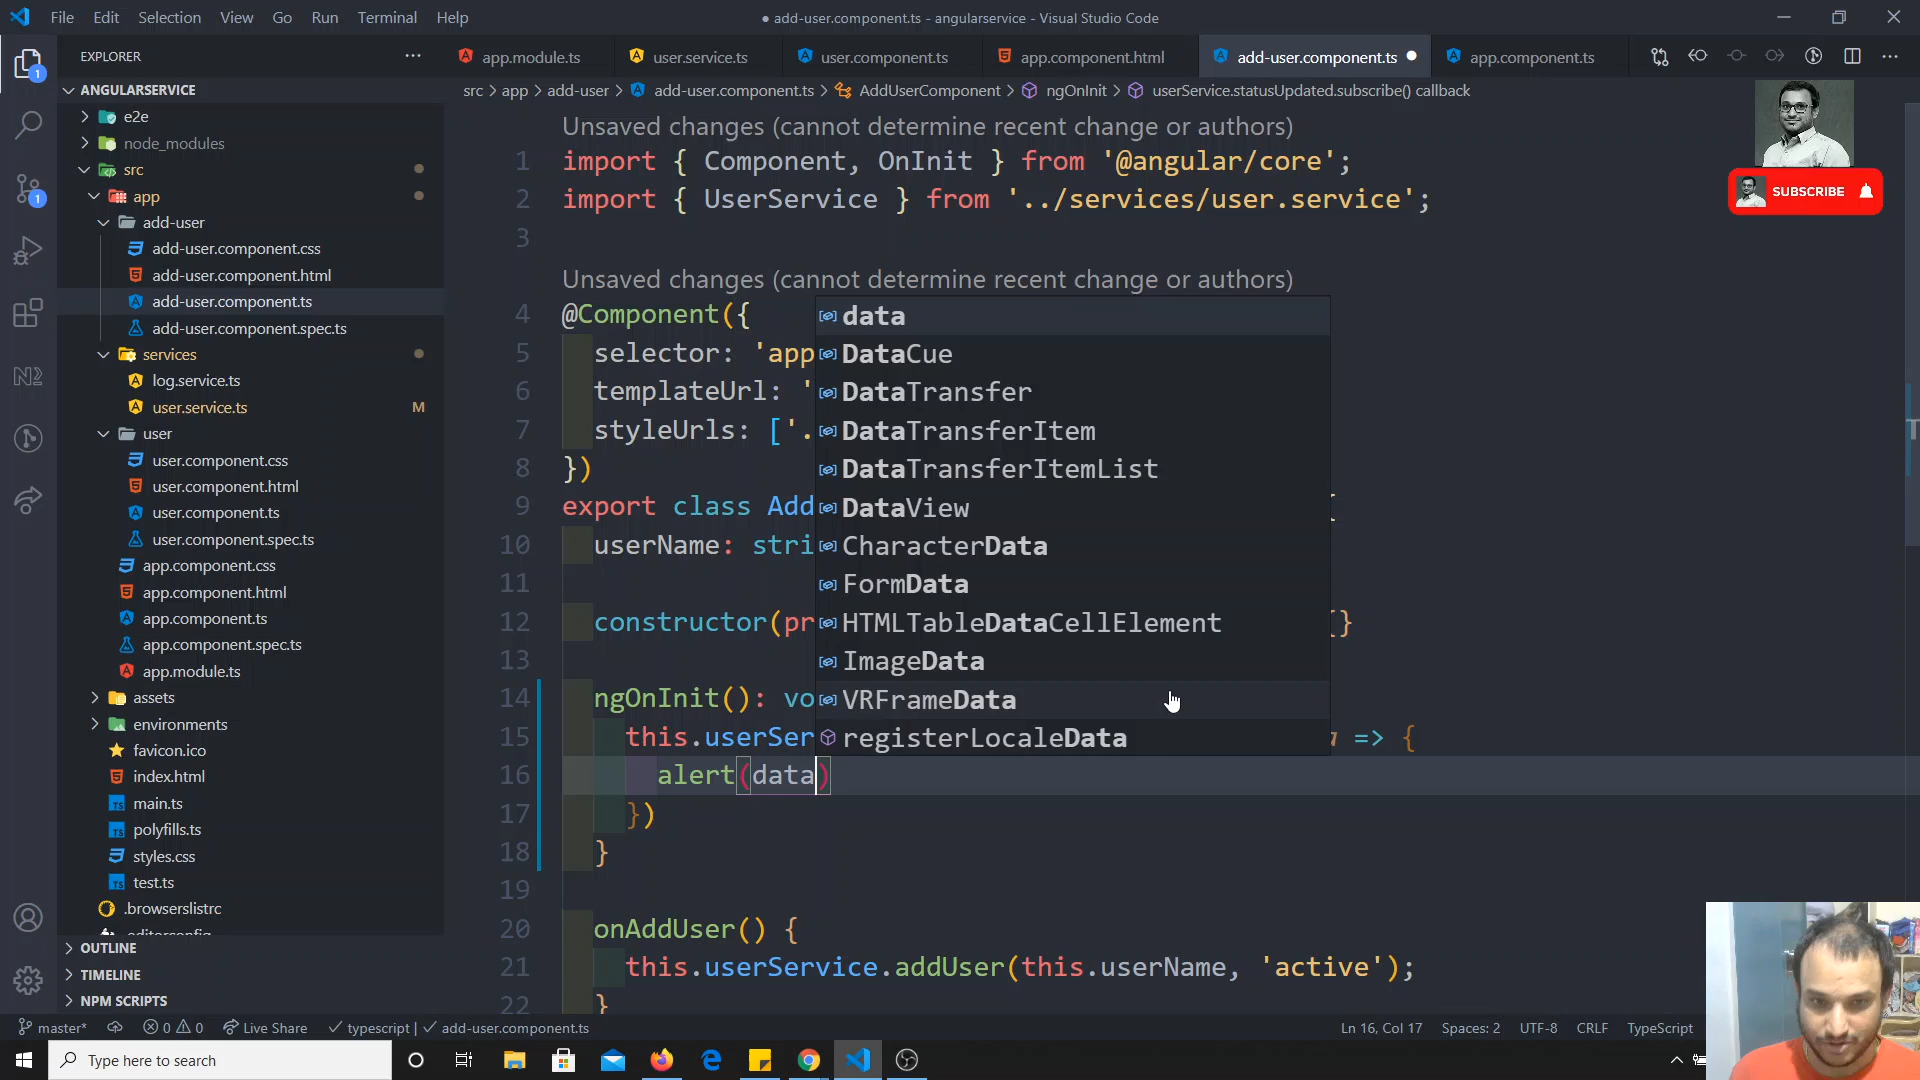 File Edit Selection View Go Run Terminal Help
● add-user.component.ts - angularservice - Visual Studio Code
EXPLORER
app.module.ts
user.service.ts
user.component.ts
app.component.html
add-user.component.ts
app.component.ts
src > app > add-user > add-user.component.ts > AddUserComponent > ngOnInit > userService.statusUpdated.subscribe() callback
ANGULARSERVICE
e2e
node_modules
src
app
add-user
add-user.component.css
add-user.component.html
add-user.component.ts
add-user.component.spec.ts
services
log.service.ts
user.service.ts M
user
user.component.css
user.component.html
user.component.ts
user.component.spec.ts
app.component.css
app.component.html
app.component.ts
app.component.spec.ts
app.module.ts
assets
environments
favicon.ico
index.html
main.ts
polyfills.ts
styles.css
test.ts
.browserslistrc
OUTLINE
TIMELINE
NPM SCRIPTS
Unsaved changes (cannot determine recent change or authors)
1 import { Component, OnInit } from '@angular/core';
2 import { UserService } from '../services/user.service';
3
Unsaved changes (cannot determine recent change or authors)
4 @Component({
5 selector: 'app
6 templateUrl: '
7 styleUrls: ['.
8 })
9 export class Add {
10 userName: stri
11
12 constructor(pr {}
13
14 ngOnInit(): vo
15 this.userSer => {
16 alert(data)
17 })
18 }
19
20 onAddUser() {
21 this.userService.addUser(this.userName, 'active');
22 }
data
DataCue
DataTransfer
DataTransferItem
DataTransferItemList
DataView
CharacterData
FormData
HTMLTableDataCellElement
ImageData
VRFrameData
registerLocaleData
SUBSCRIBE
1
1
master* 0 0 Live Share typescript | add-user.component.ts
Ln 16, Col 17 Spaces: 2 UTF-8 CRLF TypeScript
Type here to search